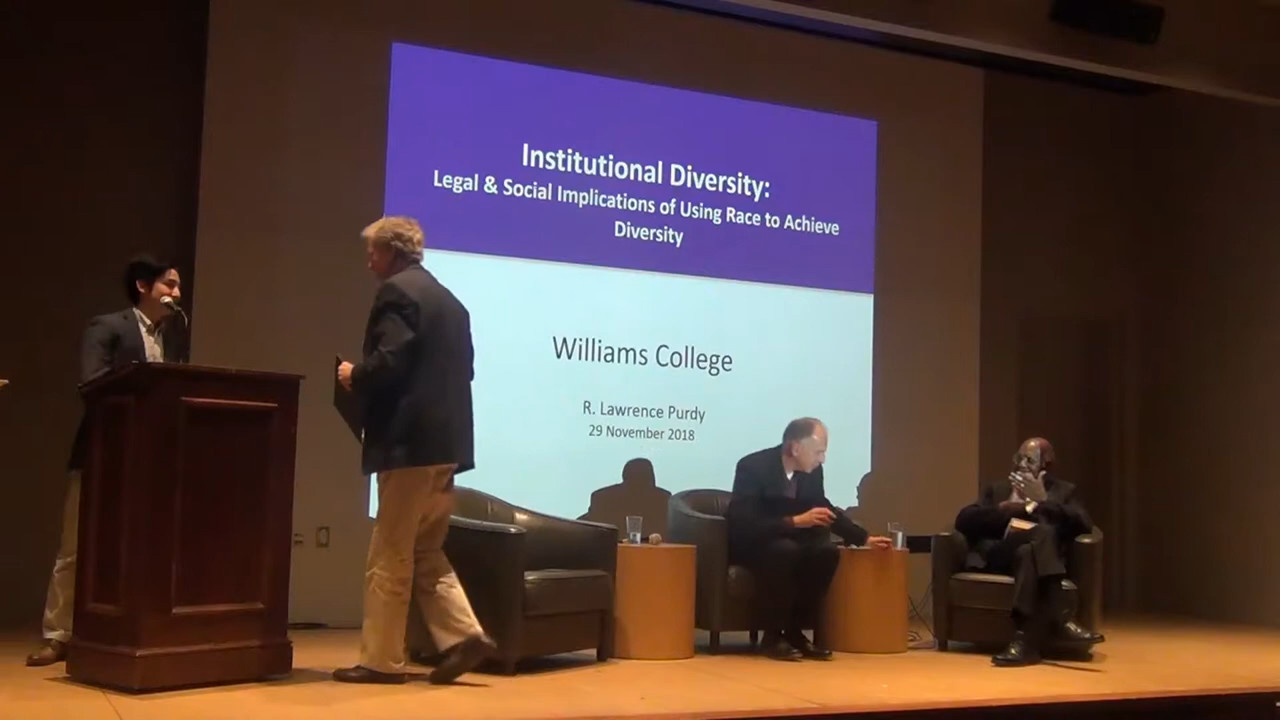 Institutional Diversity:
Legal & Social Implications of Using Race to Achieve
Diversity
Williams College
R. Lawrence Purdy
29 November 2018